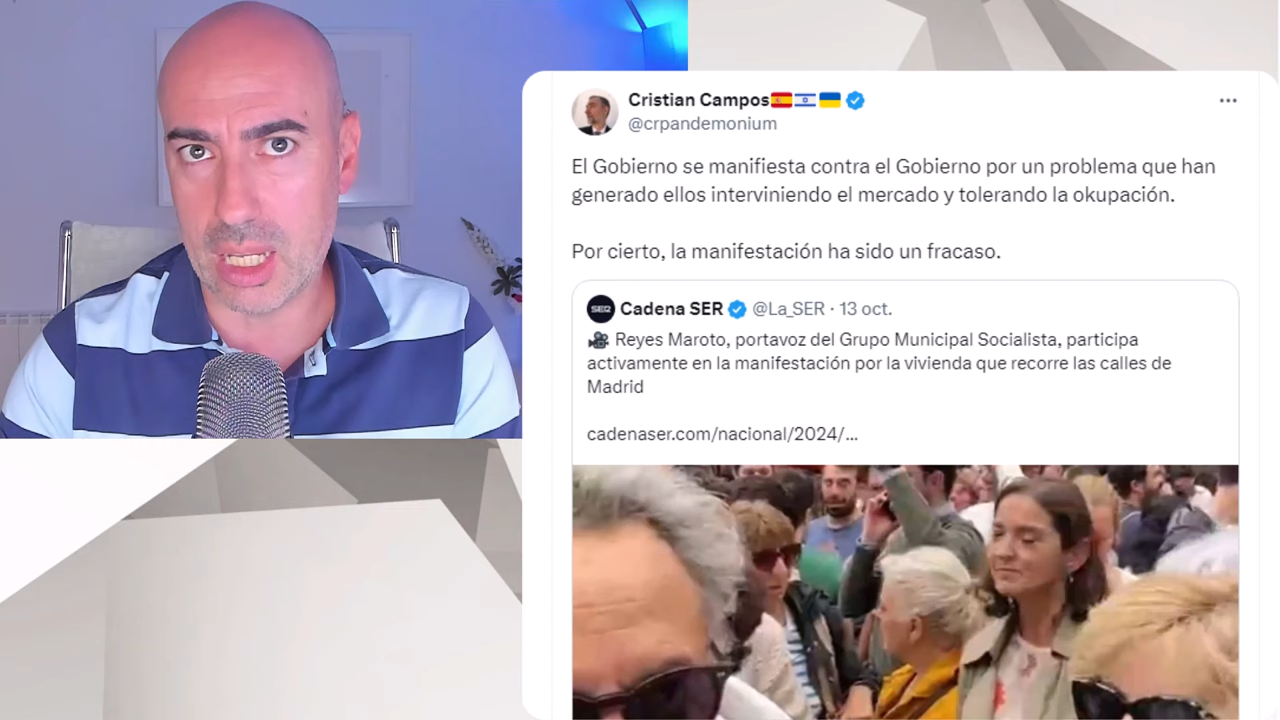 Cristian Campos
@crpandemonium
El Gobierno se manifiesta contra el Gobierno por un problema que han
generado ellos interviniendo el mercado y tolerando la okupación.
Por cierto, la manifestación ha sido un fracaso.
SER
Cadena SER @La_SER · 13 oct.
Reyes Maroto, portavoz del Grupo Municipal Socialista, participa
activamente en la manifestación por la vivienda que recorre las calles de
Madrid
cadenaser.com/nacional/2024/...